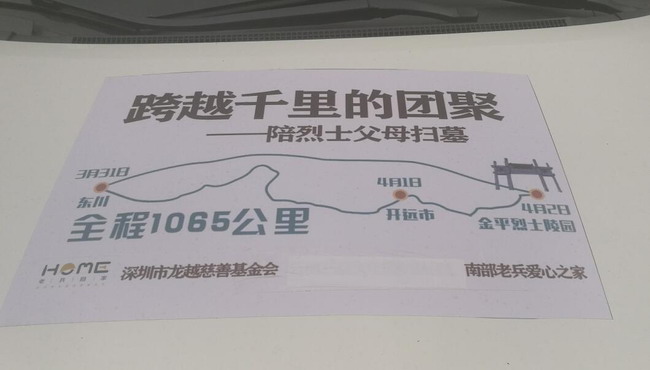 跨越千里的团聚
——陪烈士父母扫墓
3月31日
东川
4月1日
开远市
4月2日
金平烈士陵园
全程1065公里
HOME
深圳市龙越慈善基金会
南部老兵爱心之家